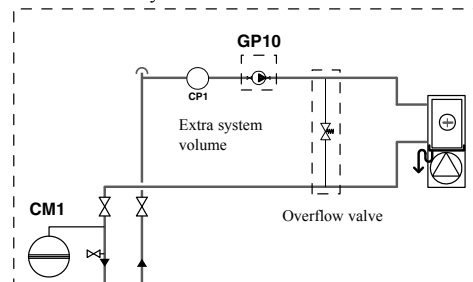 GP10
CP1
Extra system
volume
CM1
Overflow valve